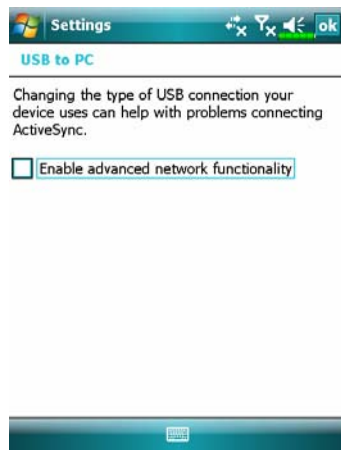 Settings
ok
USB to PC
Changing the type of USB connection your
device uses can help with problems connecting
ActiveSync.
Enable advanced network functionality